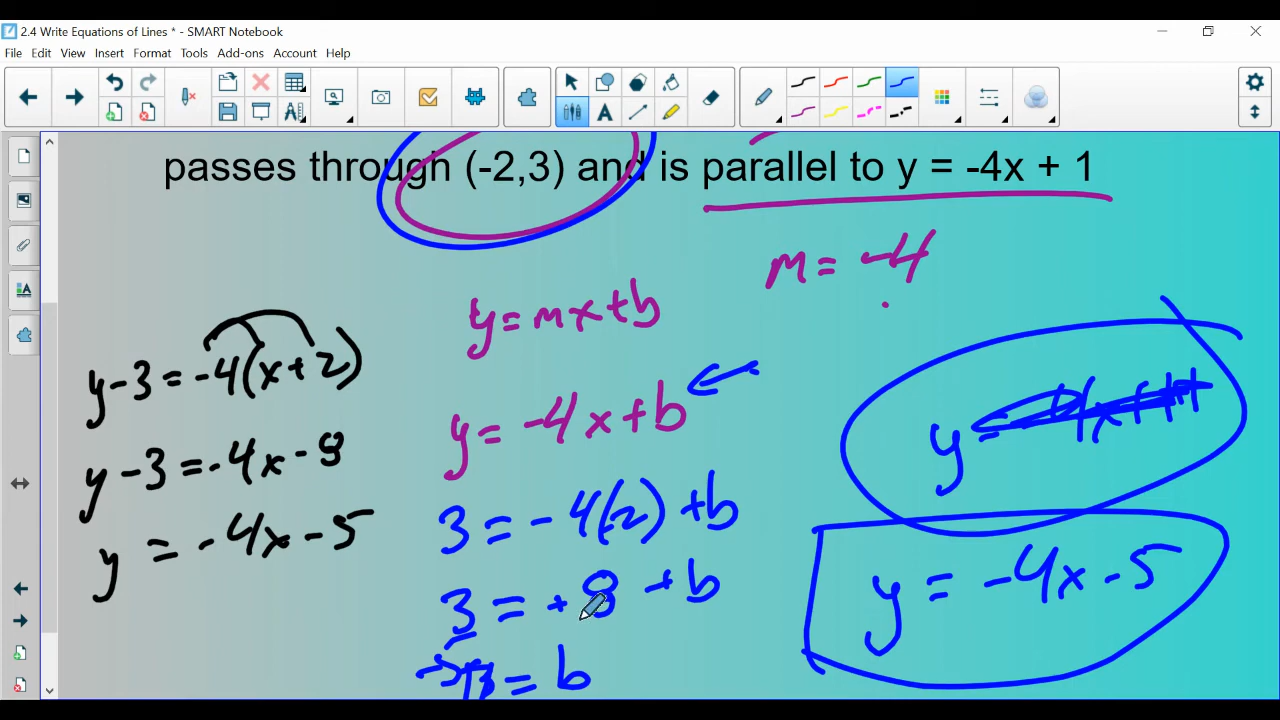 2.4 Write Equations of Lines * - SMART Notebook
File Edit View Insert Format Tools Add-ons Account Help
passes through (-2,3) and is parallel to y = -4x + 1
m = -4
y = mx + b
y - 3 = -4(x + 2)
y = -4x + b
y =
y - 3 = -4x - 8
3 = -4(2) + b
y = -4x - 5
3 = +8 + b
y = -4x - 5
= b